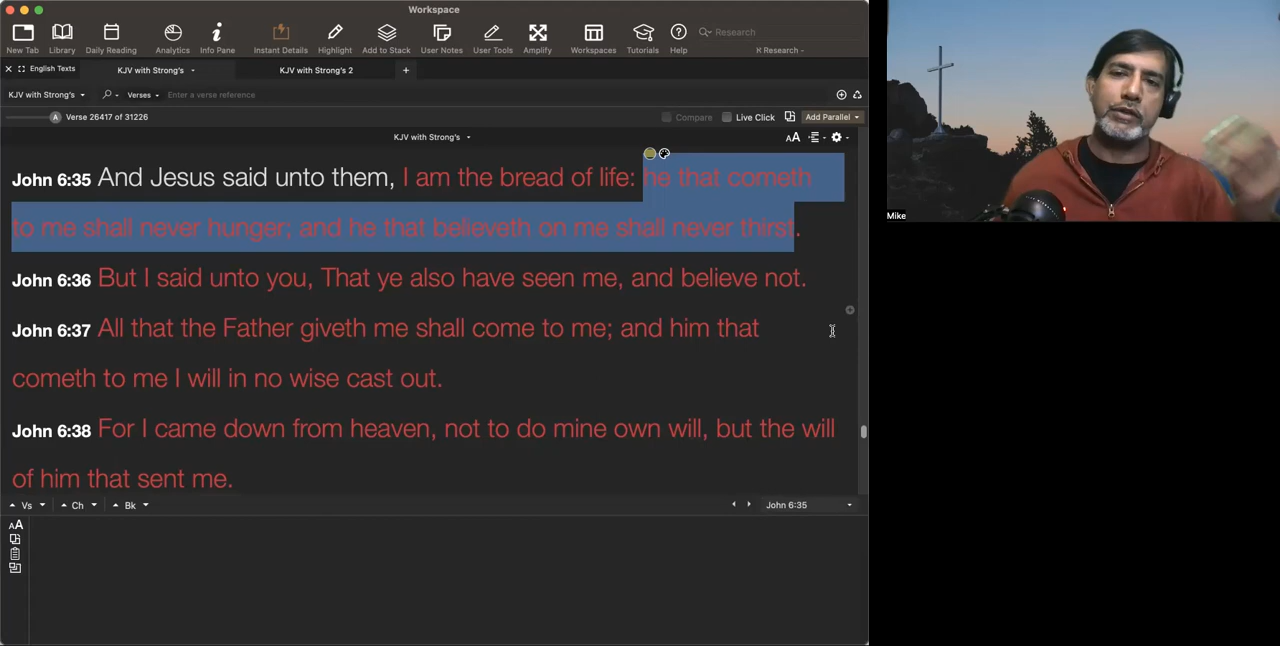 Workspace
New Tab Library Daily Reading Analytics Info Pane Instant Details Highlight Add to Stack User Notes User Tools Amplify Workspaces Tutorials Help Research K Research
English Texts KJV with Strong's KJV with Strong's 2
KJV with Strong's Verses Enter a verse reference
A Verse 26417 of 31226 Compare Live Click Add Parallel
KJV with Strong's AA
John 6:35 And Jesus said unto them, I am the bread of life: he that cometh
to me shall never hunger; and he that believeth on me shall never thirst.
John 6:36 But I said unto you, That ye also have seen me, and believe not.
John 6:37 All that the Father giveth me shall come to me; and him that
cometh to me I will in no wise cast out.
John 6:38 For I came down from heaven, not to do mine own will, but the will
of him that sent me.
Vs Ch Bk John 6:35
AA
Mike